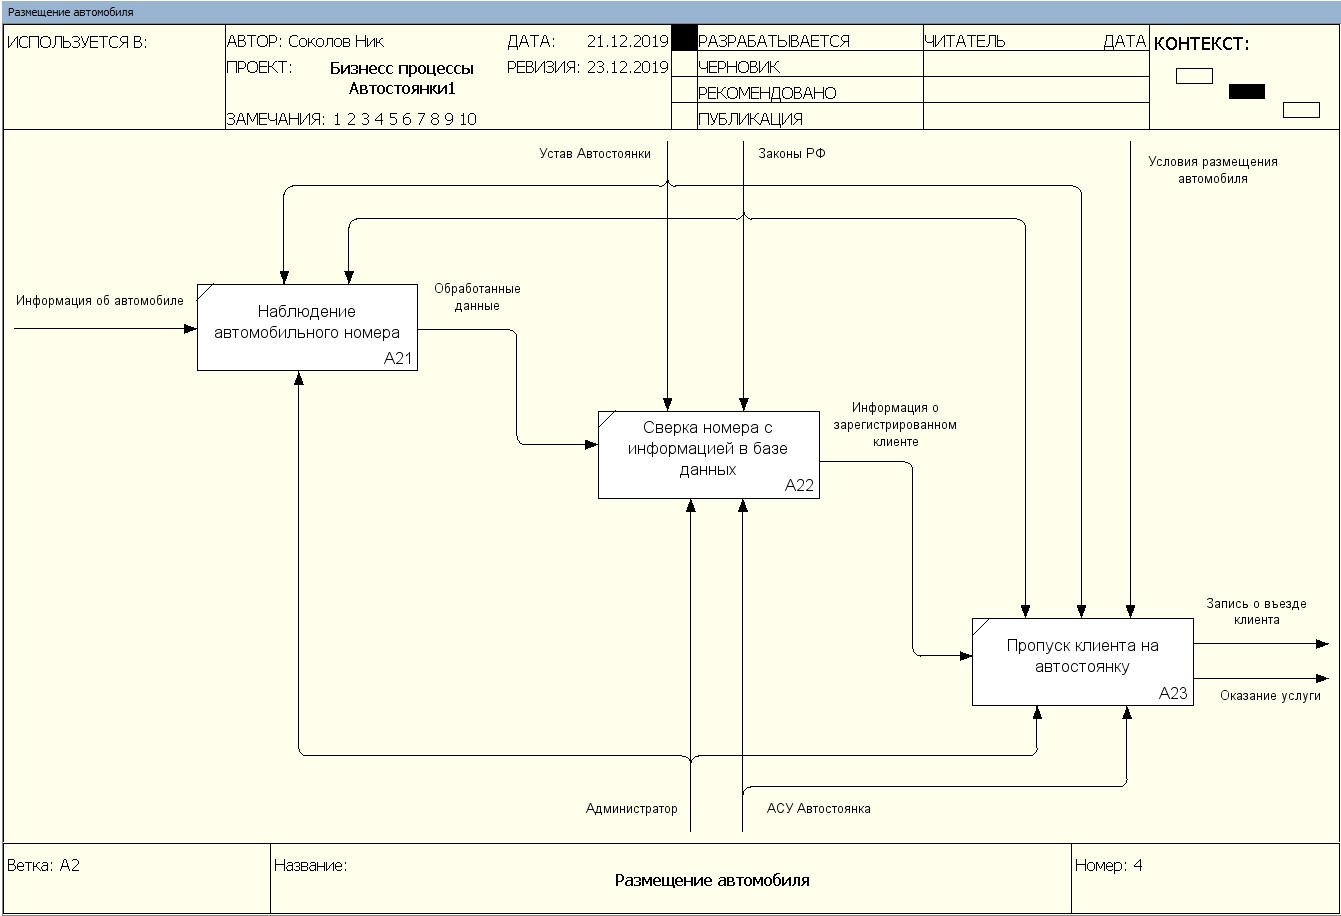 Размещение автомобиля
ИСПОЛЬЗУЕТСЯ В:
АВТОР: Соколов Ник
ДАТА: 21.12.2019
ПРОЕКТ: Бизнесс процессы
Автостоянки1
РЕВИЗИЯ: 23.12.2019
ЗАМЕЧАНИЯ: 1 2 3 4 5 6 7 8 9 10
РАЗРАБАТЫВАЕТСЯ
ЧЕРНОВИК
РЕКОМЕНДОВАНО
ПУБЛИКАЦИЯ
ЧИТАТЕЛЬ
ДАТА
КОНТЕКСТ:
Устав Автостоянки
Законы РФ
Условия размещения
автомобиля
Информация об автомобиле
Наблюдение
автомобильного номера
A21
Обработанные
данные
Сверка номера с
информацией в базе
данных
A22
Информация о
зарегистрированном
клиенте
Пропуск клиента на
автостоянку
A23
Запись о въезде
клиента
Оказание услуги
Администратор
АСУ Автостоянка
Ветка: A2
Название:
Размещение автомобиля
Номер: 4